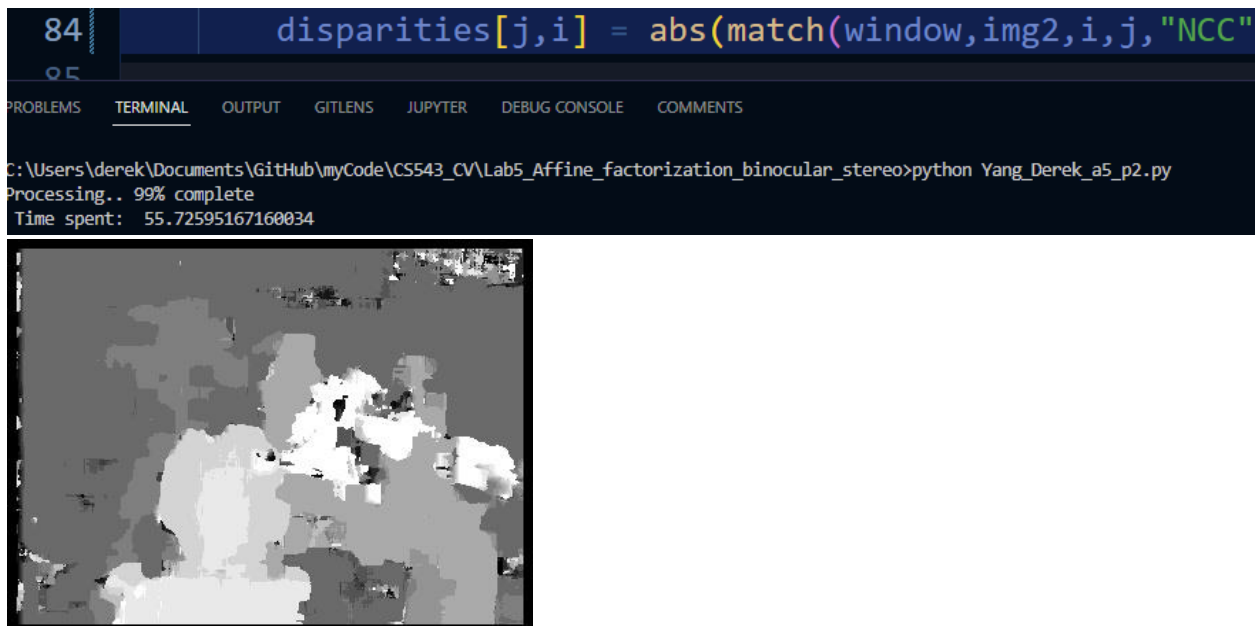 84 disparities[j,i] = abs(match(window,img2,i,j,"NCC"
85
PROBLEMS TERMINAL OUTPUT GITLENS JUPYTER DEBUG CONSOLE COMMENTS
C:\Users\derek\Documents\GitHub\myCode\CS543_CV\Lab5_Affine_factorization_binocular_stereo>python Yang_Derek_a5_p2.py
Processing.. 99% complete
Time spent: 55.72595167160034